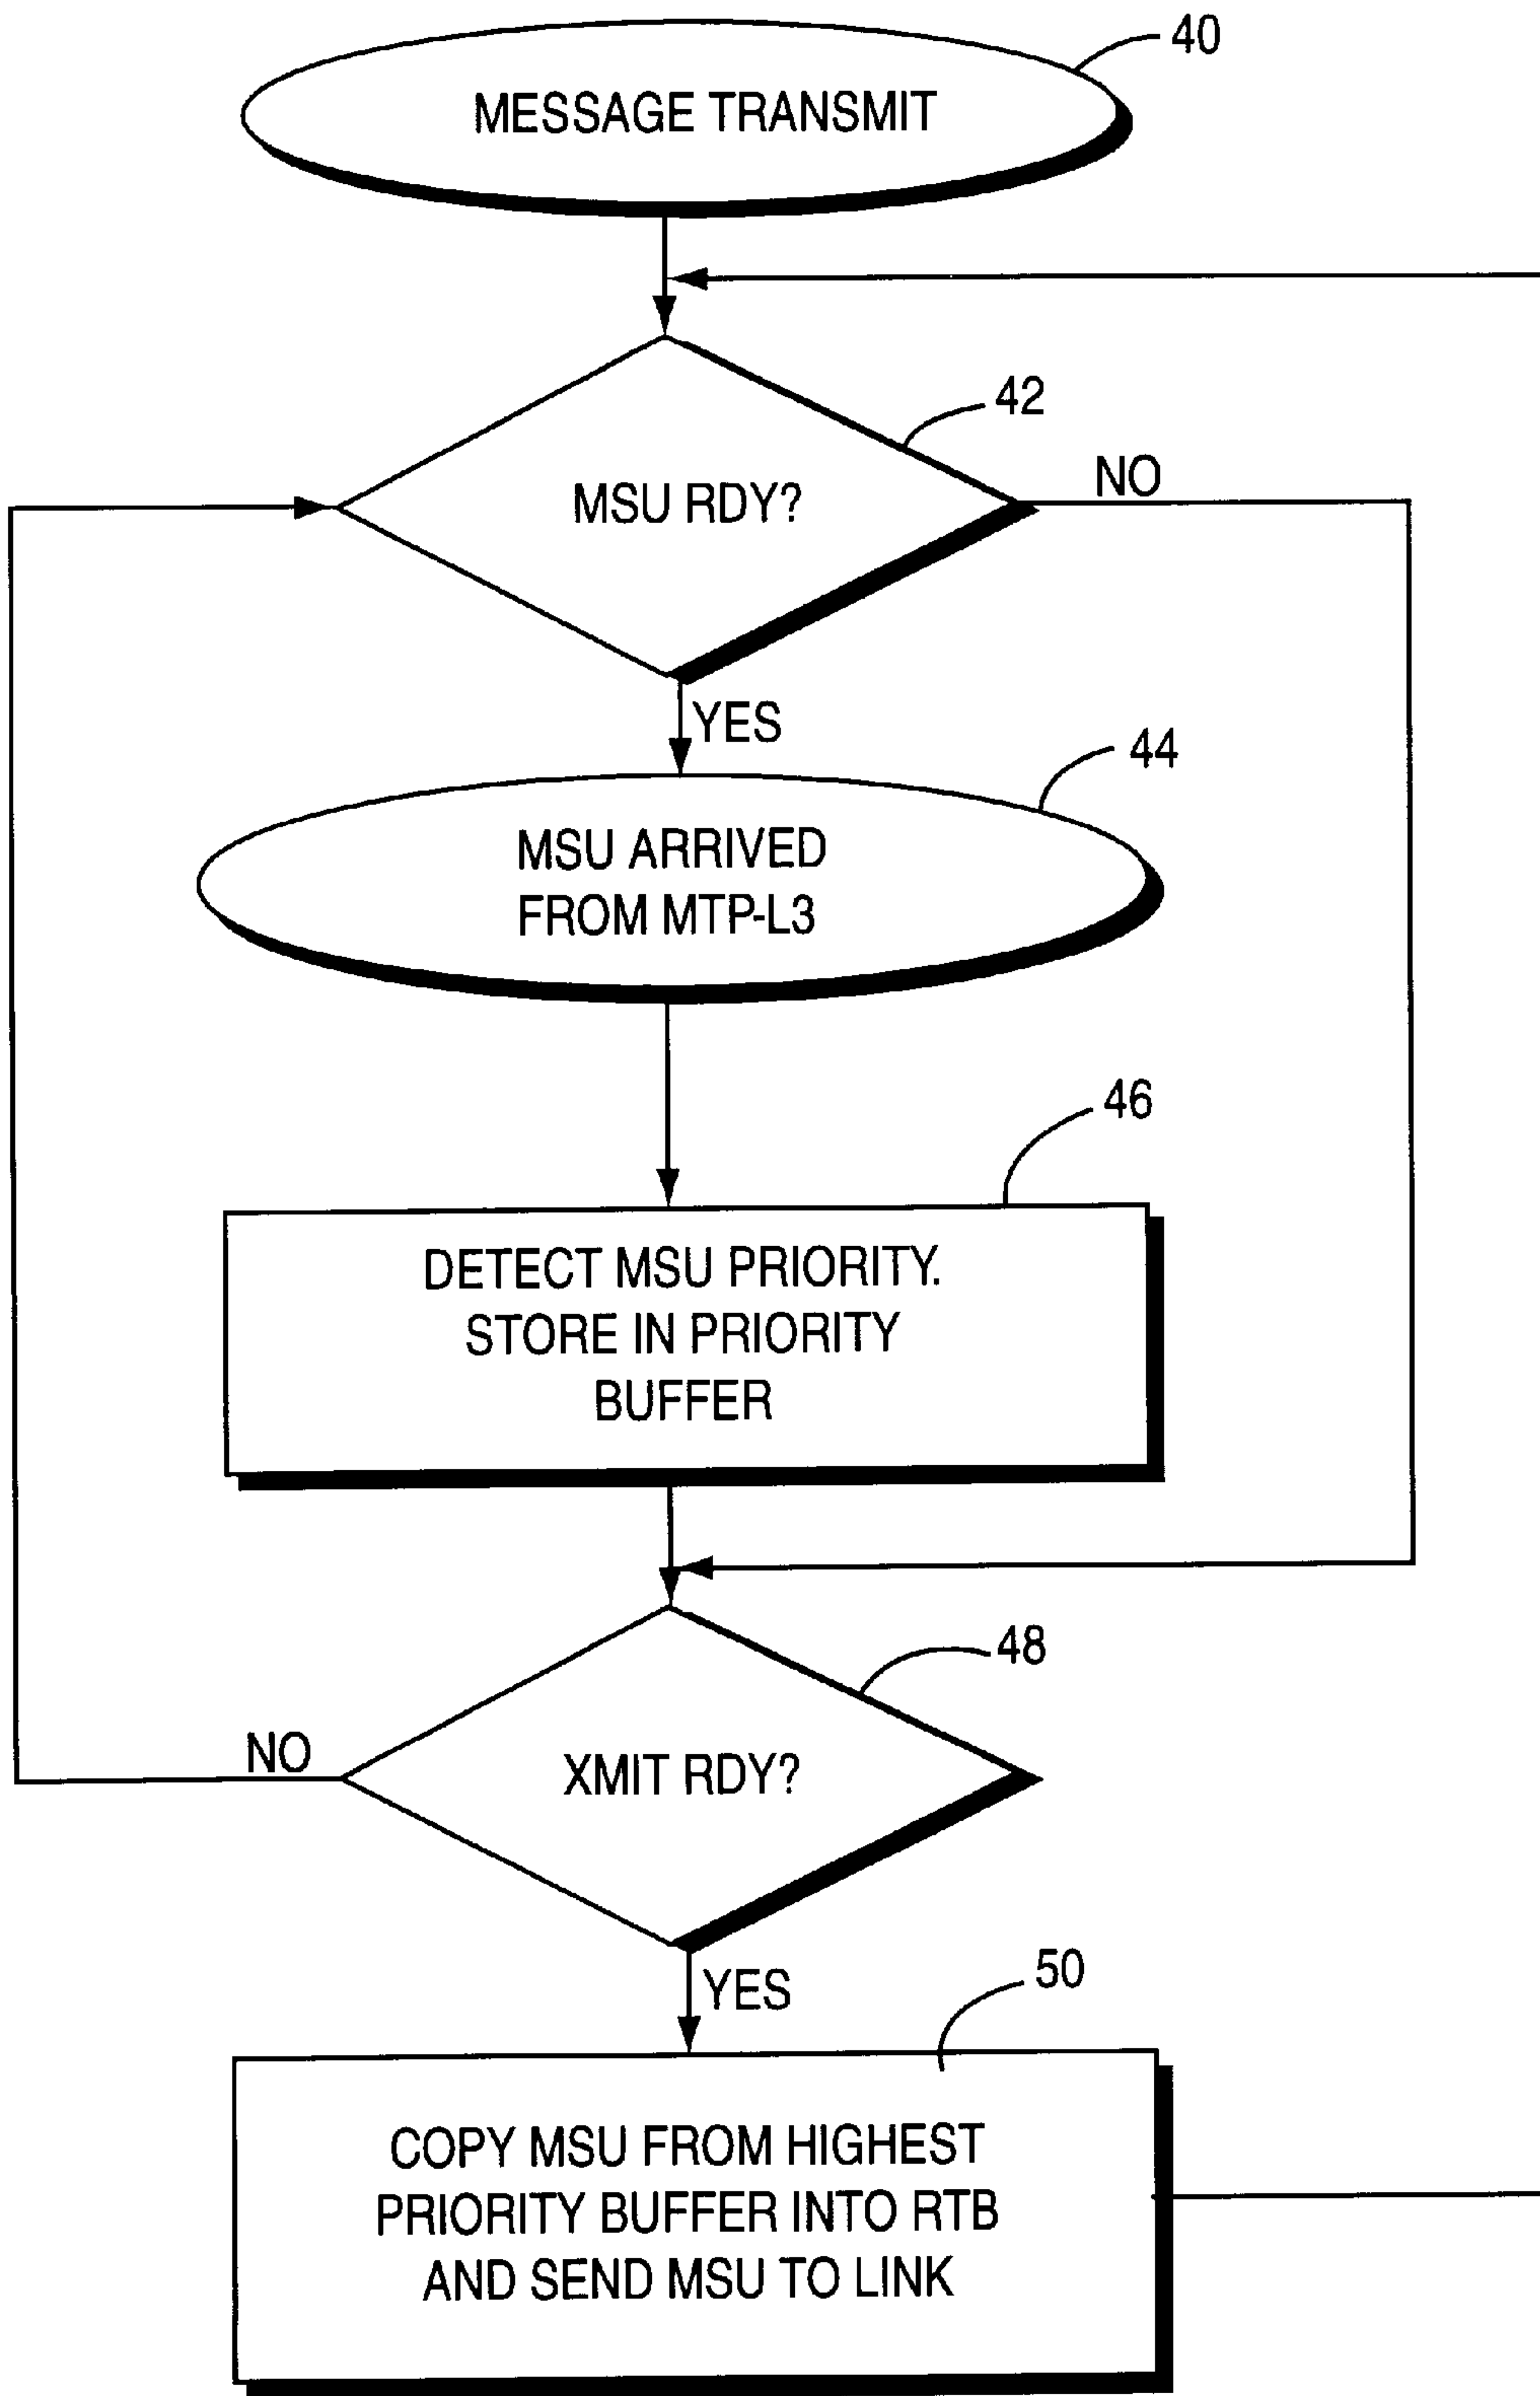 40
MESSAGE TRANSMIT
42
NO
MSU RDY?
YES
44
MSU ARRIVED
FROM MTP-L3
46
DETECT MSU PRIORITY.
STORE IN PRIORITY
BUFFER
48
NO
XMIT RDY?
YES
50
COPY MSU FROM HIGHEST
PRIORITY BUFFER INTO RTB
AND SEND MSU TO LINK